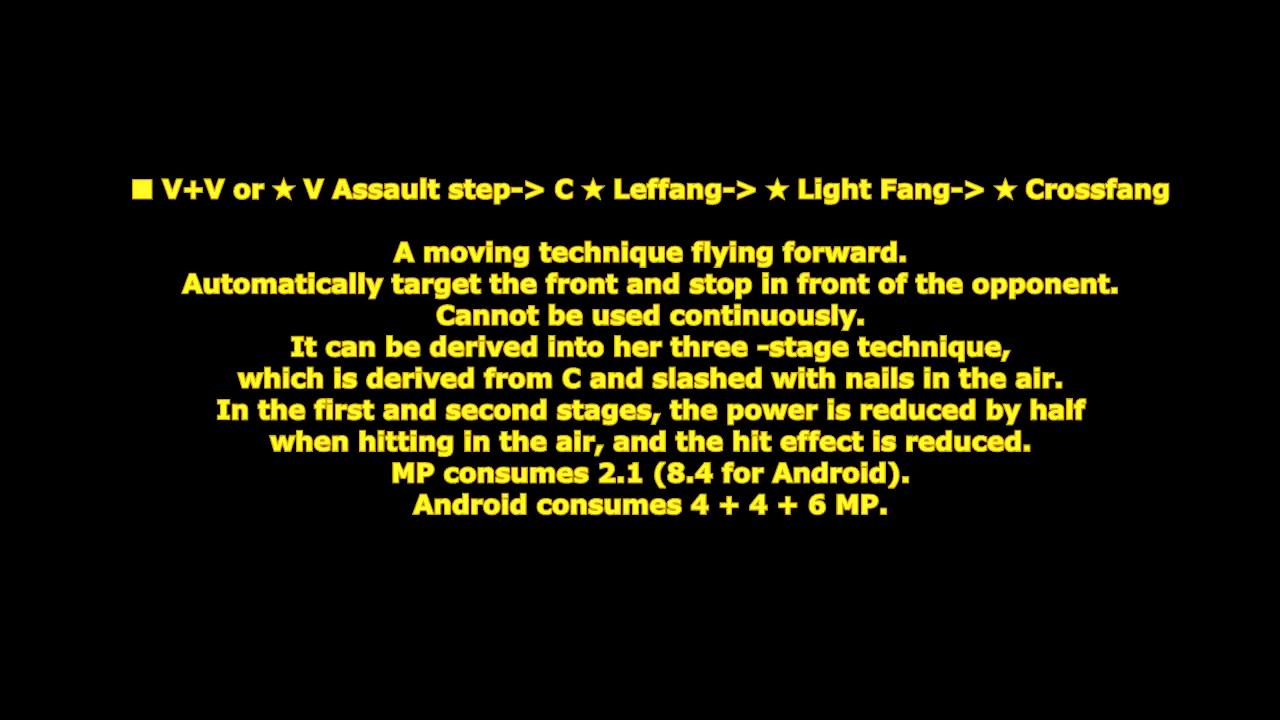 ■ V+V or ★ V Assault step-> C ★ Leffang-> ★ Light Fang-> ★ Crossfang
A moving technique flying forward.
Automatically target the front and stop in front of the opponent.
Cannot be used continuously.
It can be derived into her three -stage technique,
which is derived from C and slashed with nails in the air.
In the first and second stages, the power is reduced by half
when hitting in the air, and the hit effect is reduced.
MP consumes 2.1 (8.4 for Android).
Android consumes 4 + 4 + 6 MP.